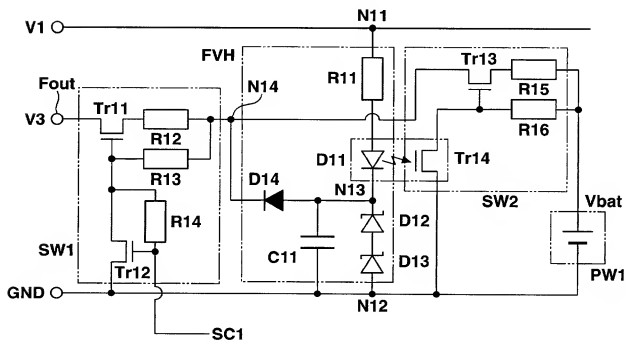 N11
V1
FVH
Tr13
Fout
N14
R11
R15
Tr11
V3
R12
R16
R13
D11
Tr14
D14
N13
R14
SW2
Vbat
D12
SW1
C11
Tr12
D13
PW1
GND
N12
SC1